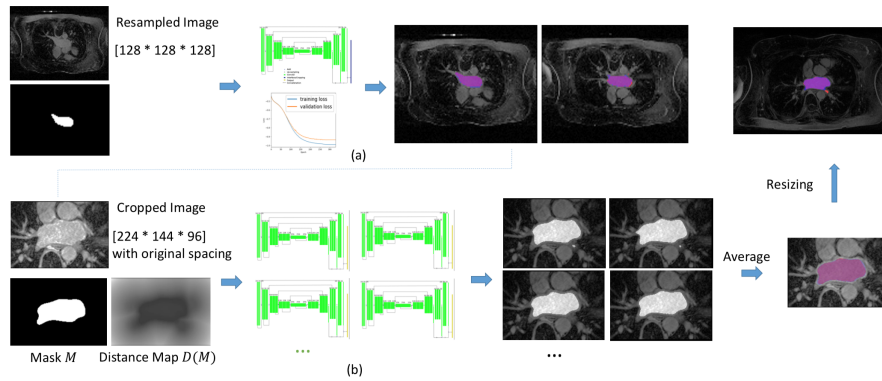 Resampled Image
[128 * 128 * 128]
training loss
validation loss
(a)
Cropped Image
[224 * 144 * 96]
with original spacing
Resizing
Average
Mask M
Distance Map D(M)
...
(b)
...